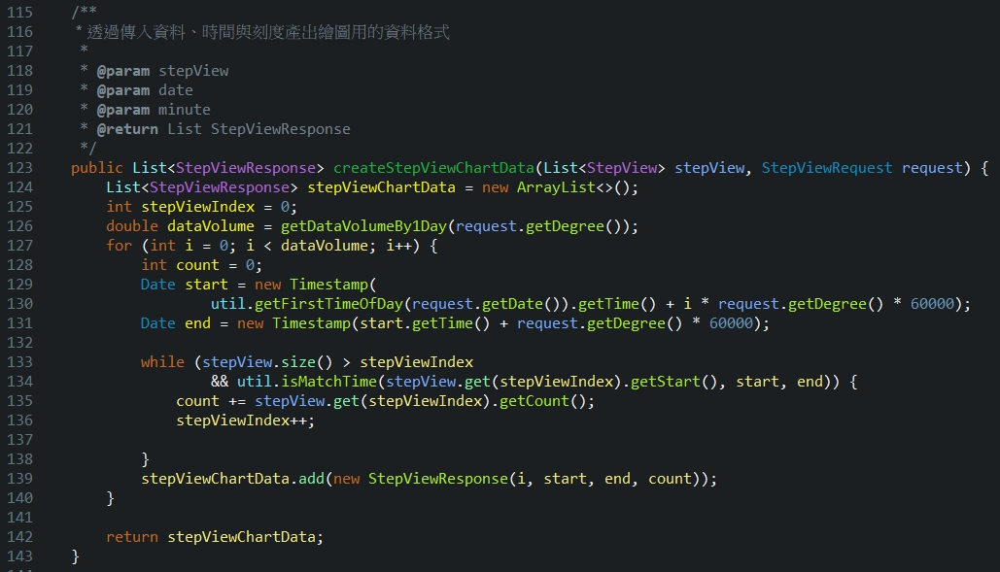 115 /**
116  * 透過傳入資料、時間與刻度產出繪圖用的資料格式
117  *
118  * @param stepView
119  * @param date
120  * @param minute
121  * @return List StepViewResponse
122  */
123 public List<StepViewResponse> createStepViewChartData(List<StepView> stepView, StepViewRequest request) {
124     List<StepViewResponse> stepViewChartData = new ArrayList<>();
125     int stepViewIndex = 0;
126     double dataVolume = getDataVolumeBy1Day(request.getDegree());
127     for (int i = 0; i < dataVolume; i++) {
128         int count = 0;
129         Date start = new Timestamp(
130                 util.getFirstTimeOfDay(request.getDate()).getTime() + i * request.getDegree() * 60000);
131         Date end = new Timestamp(start.getTime() + request.getDegree() * 60000);
132
133         while (stepView.size() > stepViewIndex
134                 && util.isMatchTime(stepView.get(stepViewIndex).getStart(), start, end)) {
135             count += stepView.get(stepViewIndex).getCount();
136             stepViewIndex++;
137
138         }
139         stepViewChartData.add(new StepViewResponse(i, start, end, count));
140     }
141
142     return stepViewChartData;
143 }